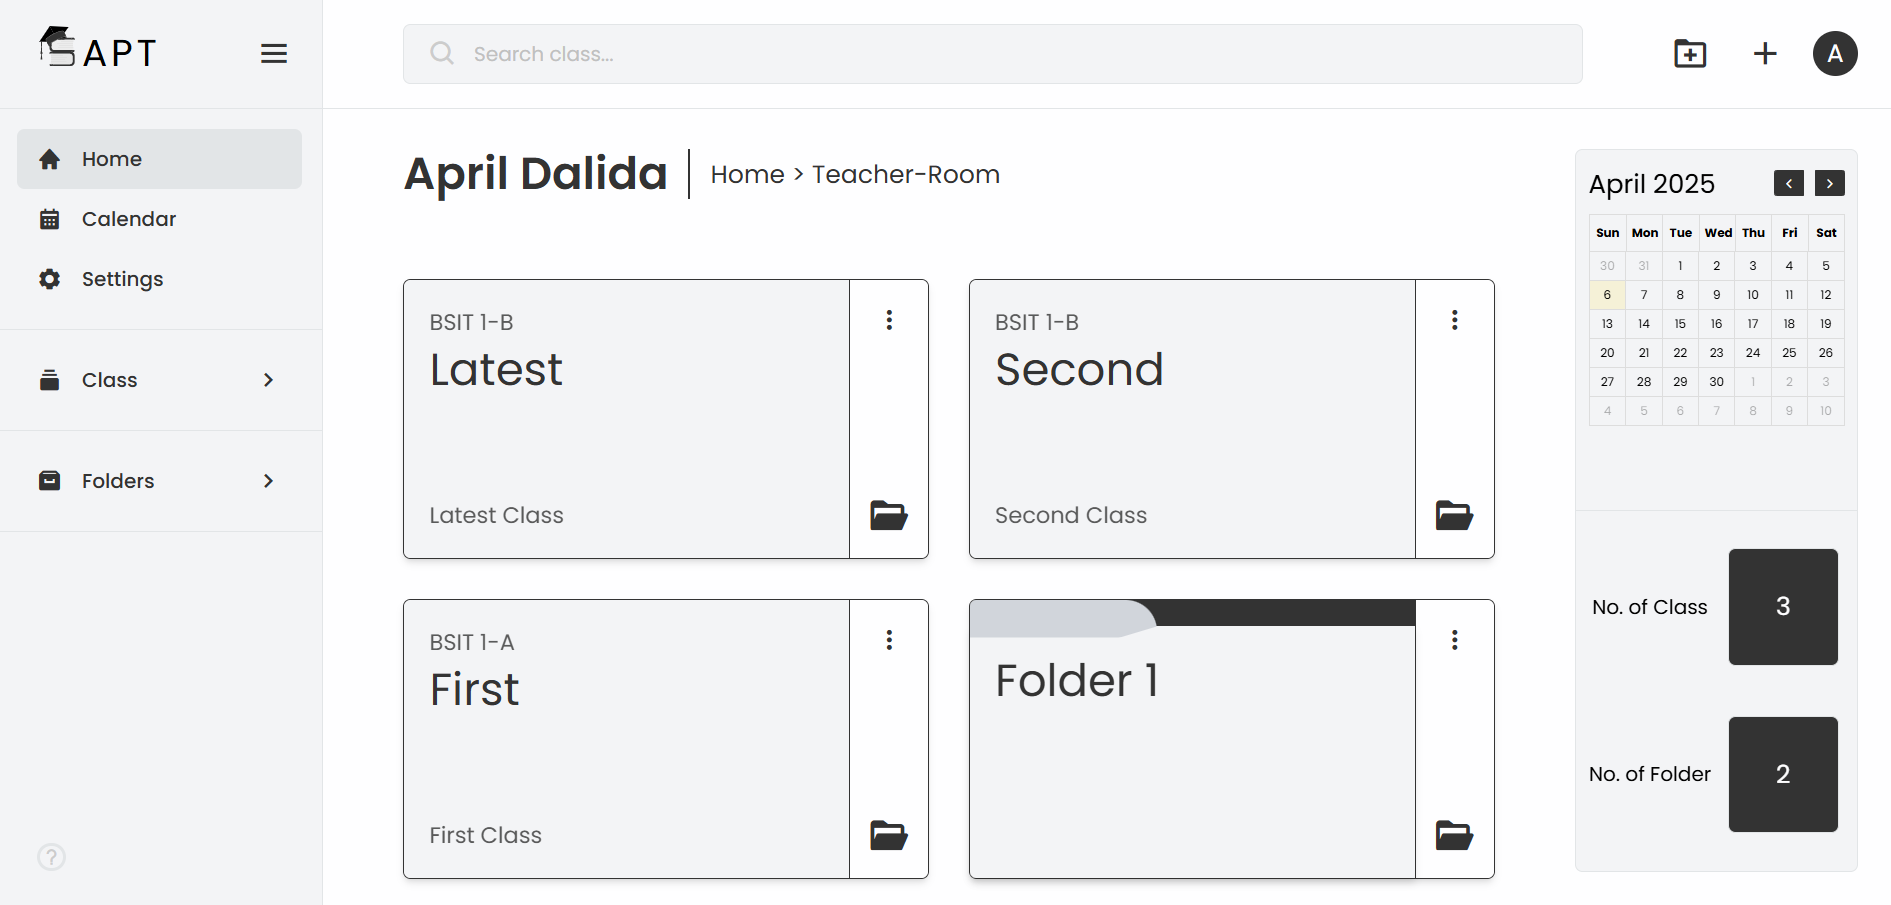 APT
Search class...
A
Home
Calendar
Settings
Class
Folders
?
April Dalida
Home > Teacher-Room
BSIT 1-B
Latest
Latest Class
BSIT 1-B
Second
Second Class
BSIT 1-A
First
First Class
Folder 1
April 2025
Sun Mon Tue Wed Thu Fri Sat
30 31 1 2 3 4 5
6 7 8 9 10 11 12
13 14 15 16 17 18 19
20 21 22 23 24 25 26
27 28 29 30 1 2 3
4 5 6 7 8 9 10
No. of Class 3
No. of Folder 2